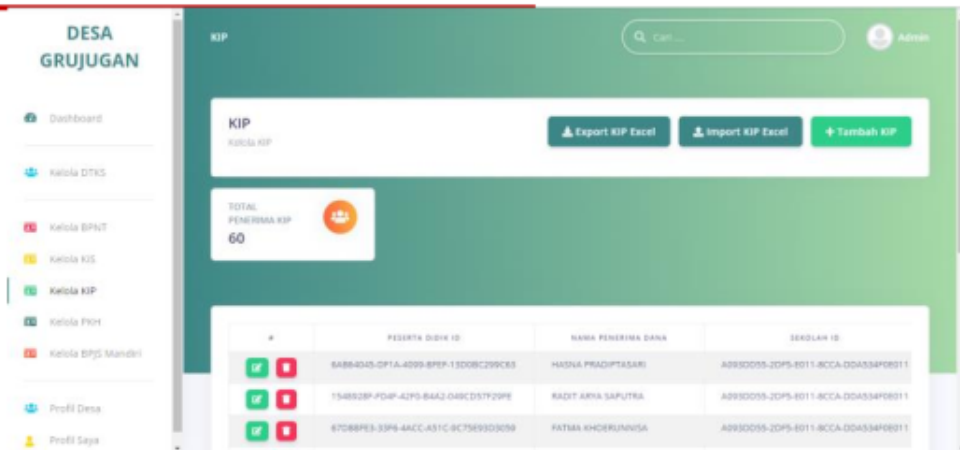 DESA
GRUJUGAN
KIP
Cari ...
Admin
Dashboard
Kelola DTKS
Kelola BPNT
Kelola KIS
Kelola KIP
Kelola PKH
Kelola BPJS Mandiri
Profil Desa
Profil Saya
KIP
Kelola KIP
Export KIP Excel
Import KIP Excel
+ Tambah KIP
TOTAL
PENERIMA KIP
60
# PESERTA DIDIK ID NAMA PENERIMA DANA SEKOLAH ID
HASNA PRADIPTASARI
RADIT ARYA SAPUTRA
FATMA KHOERUNNISA